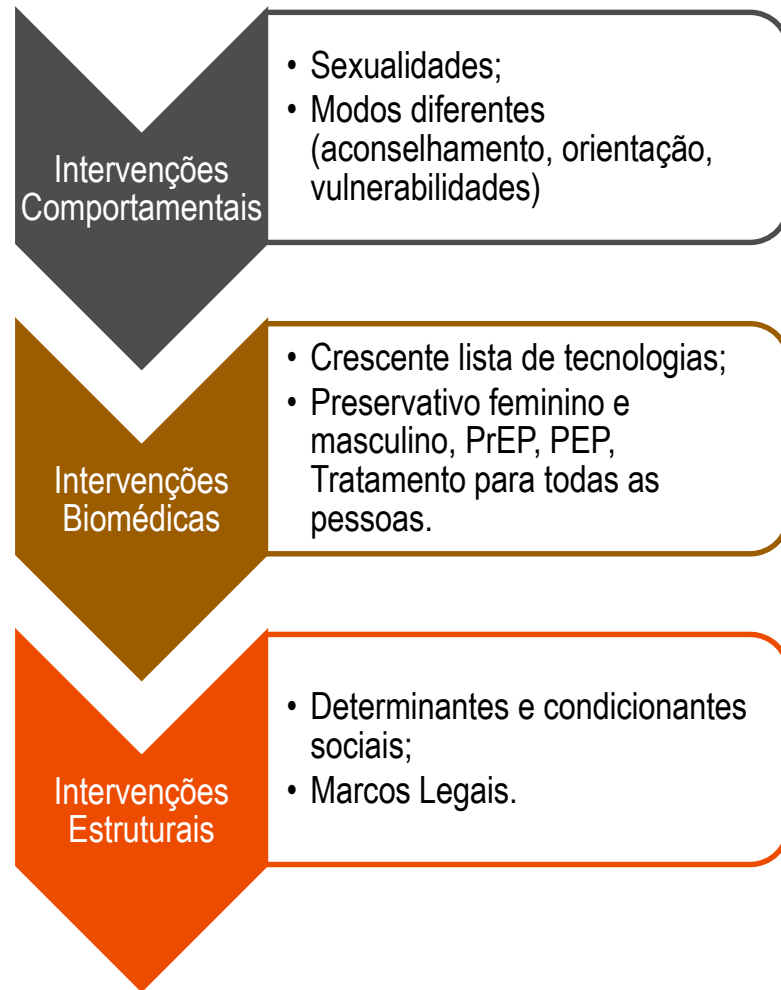 Intervenções
Comportamentais
• Sexualidades;
• Modos diferentes
(aconselhamento, orientação,
vulnerabilidades)
Intervenções
Biomédicas
• Crescente lista de tecnologias;
• Preservativo feminino e
masculino, PrEP, PEP,
Tratamento para todas as
pessoas.
Intervenções
Estruturais
• Determinantes e condicionantes
sociais;
• Marcos Legais.